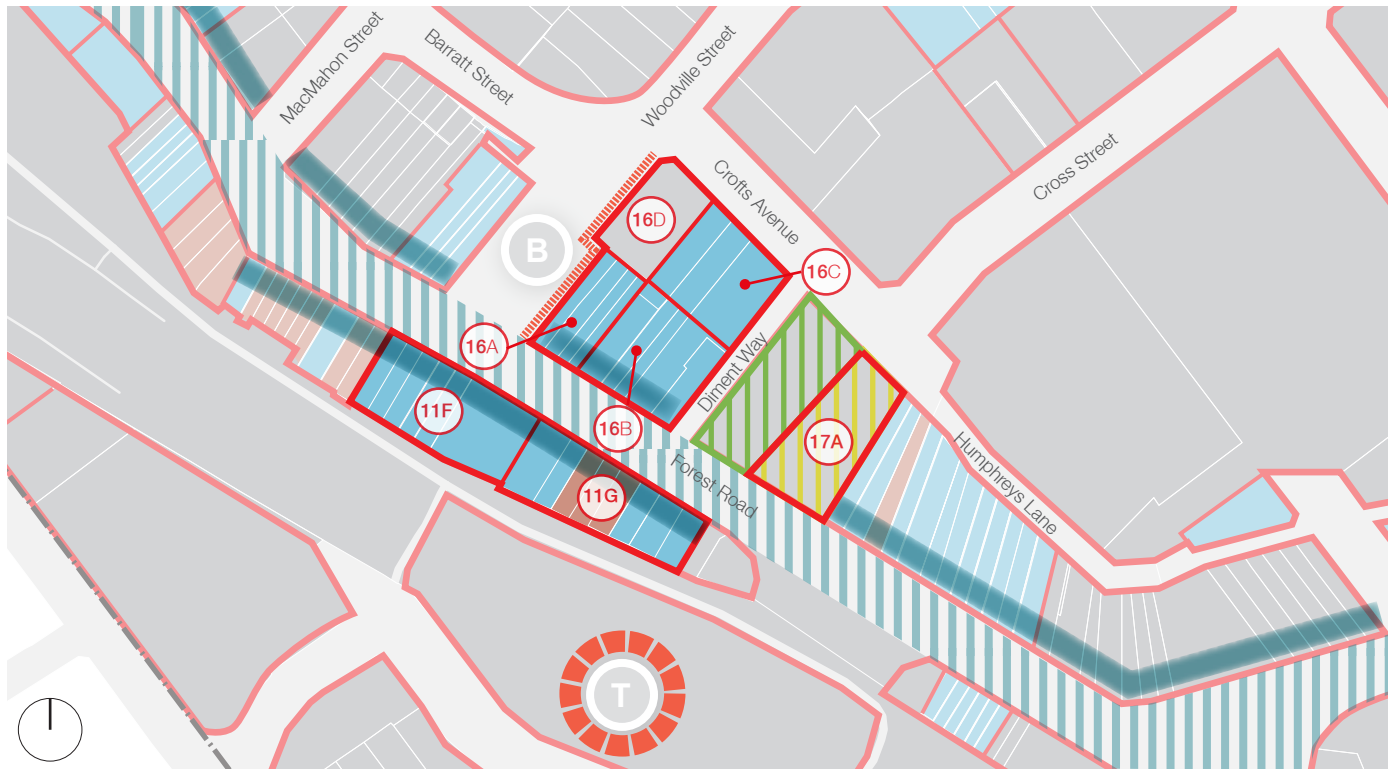 MacMahon Street
Barratt Street
Woodville Street
Crofts Avenue
Cross Street
16D
B
16C
16A
16B
Diment Way
11F
17A
Forest Road
11G
Humphreys Lane
T